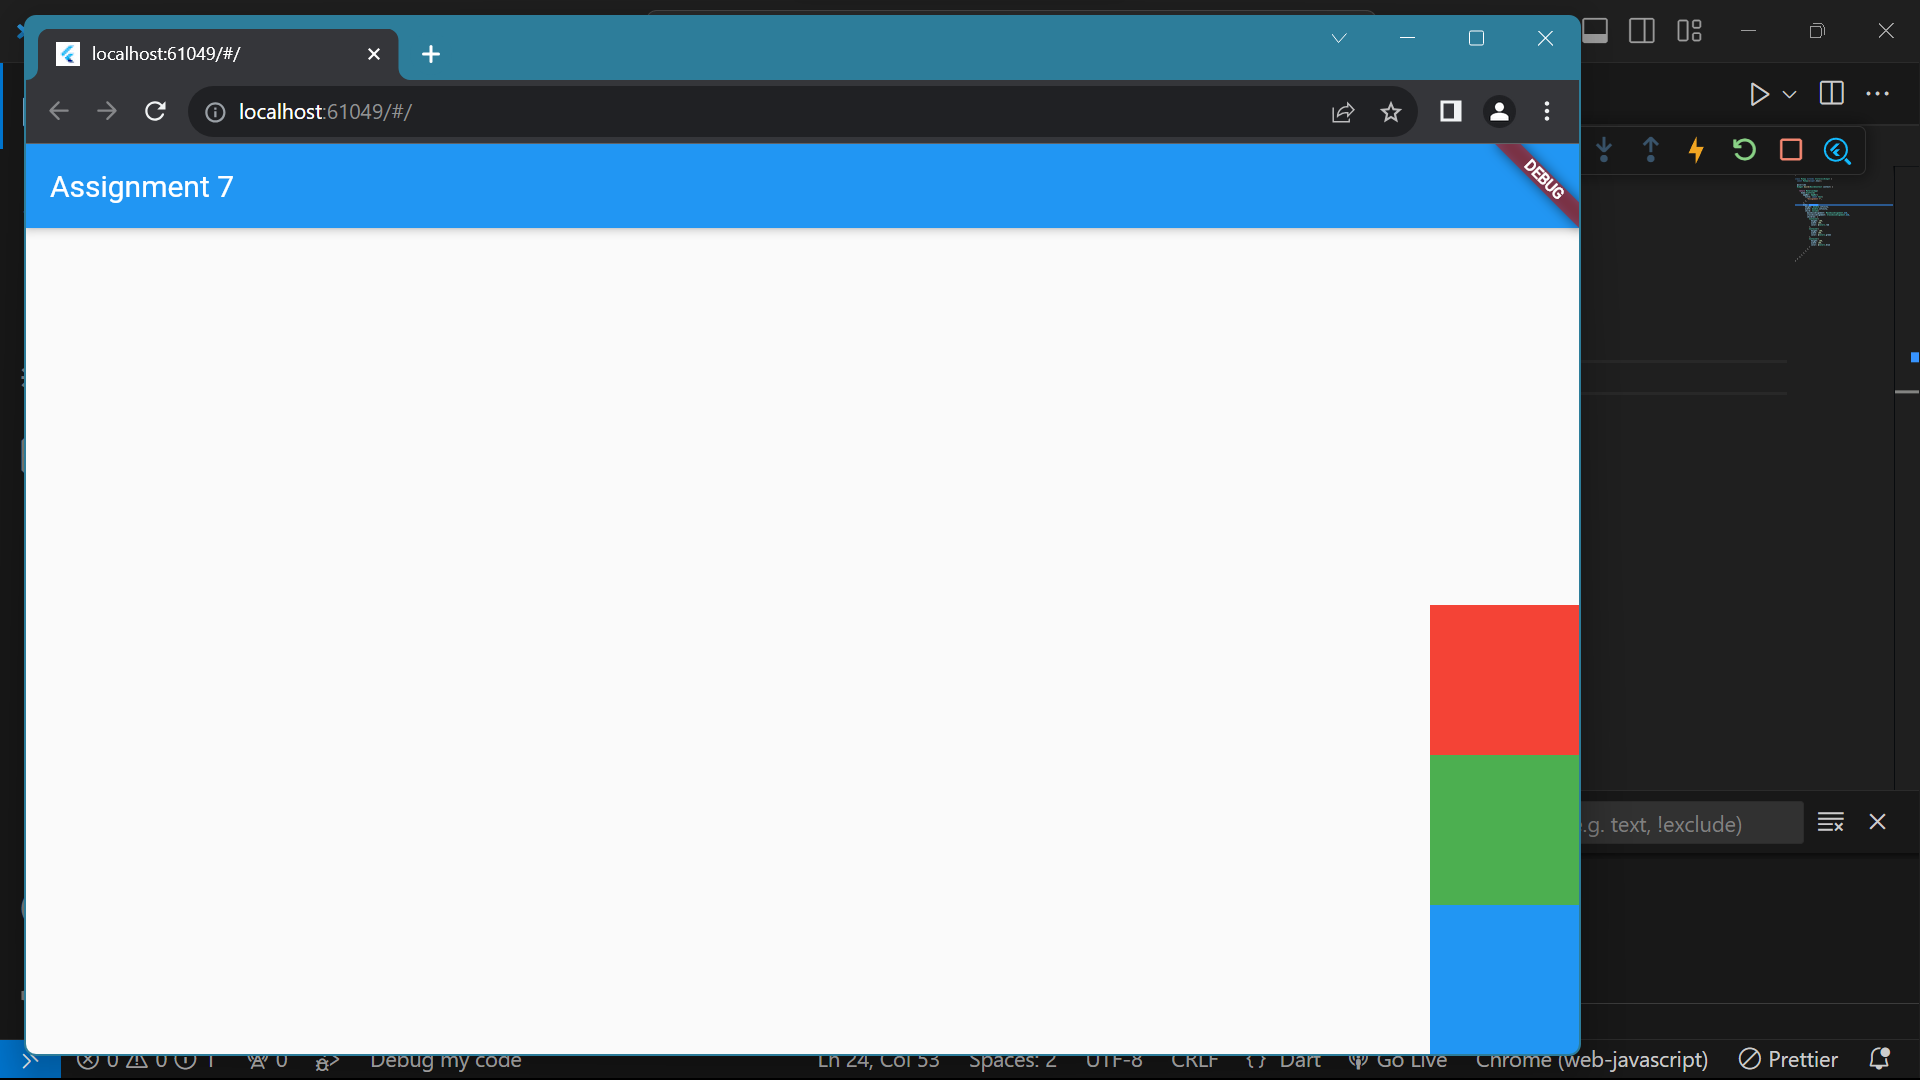 localhost:61049/#/
localhost:61049/#/
Assignment 7
DEBUG
.g. text, !exclude)
0 0 1 0 Debug my code Ln 24, Col 53 Spaces: 2 UTF-8 CRLF {} Dart Go Live Chrome (web-javascript) Prettier